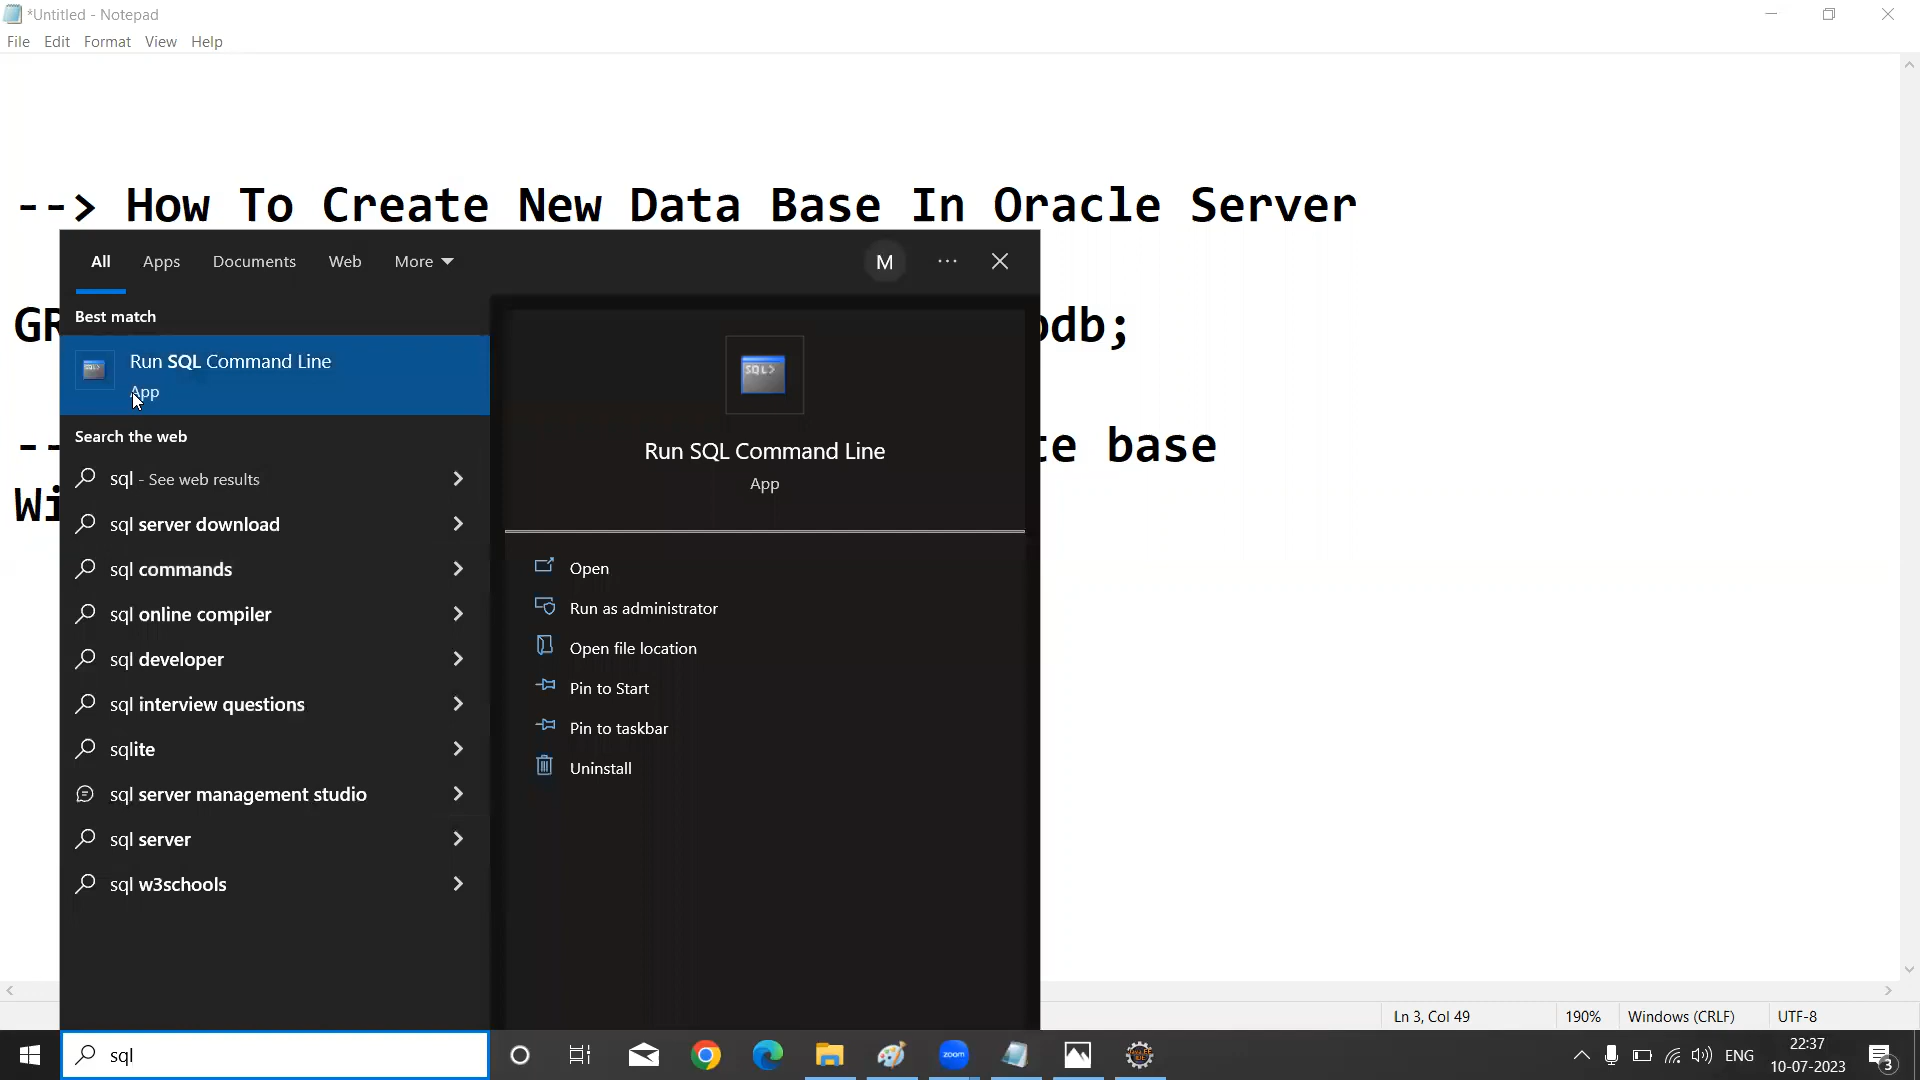 *Untitled - Notepad
File Edit Format View Help
--> How To Create New Data Base In Oracle Server
All Apps Documents Web More M ...
GR db;
Best match
Run SQL Command Line
App
SQL>
Run SQL Command Line
App
-- te base
Wi
Search the web
sql - See web results
sql server download
sql commands
sql online compiler
sql developer
sql interview questions
sqlite
sql server management studio
sql server
sql w3schools
Open
Run as administrator
Open file location
Pin to Start
Pin to taskbar
Uninstall
Ln 3, Col 49 190% Windows (CRLF) UTF-8
sql
zoom
ENG
22:37
10-07-2023
3